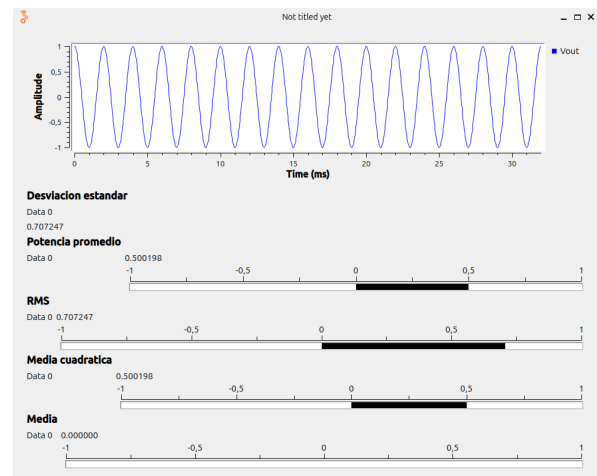 Not titled yet
Vout
1
0,5
0
-0,5
-1
Amplitude
0 5 10 15 20 25 30
Time (ms)
Desviacion estandar
Data 0
0.707247
Potencia promedio
Data 0 0.500198
-1 -0,5 0 0,5 1
RMS
Data 0 0.707247
-1 -0,5 0 0,5 1
Media cuadratica
Data 0 0.500198
-1 -0,5 0 0,5 1
Media
Data 0 0.000000
-1 -0,5 0 0,5 1